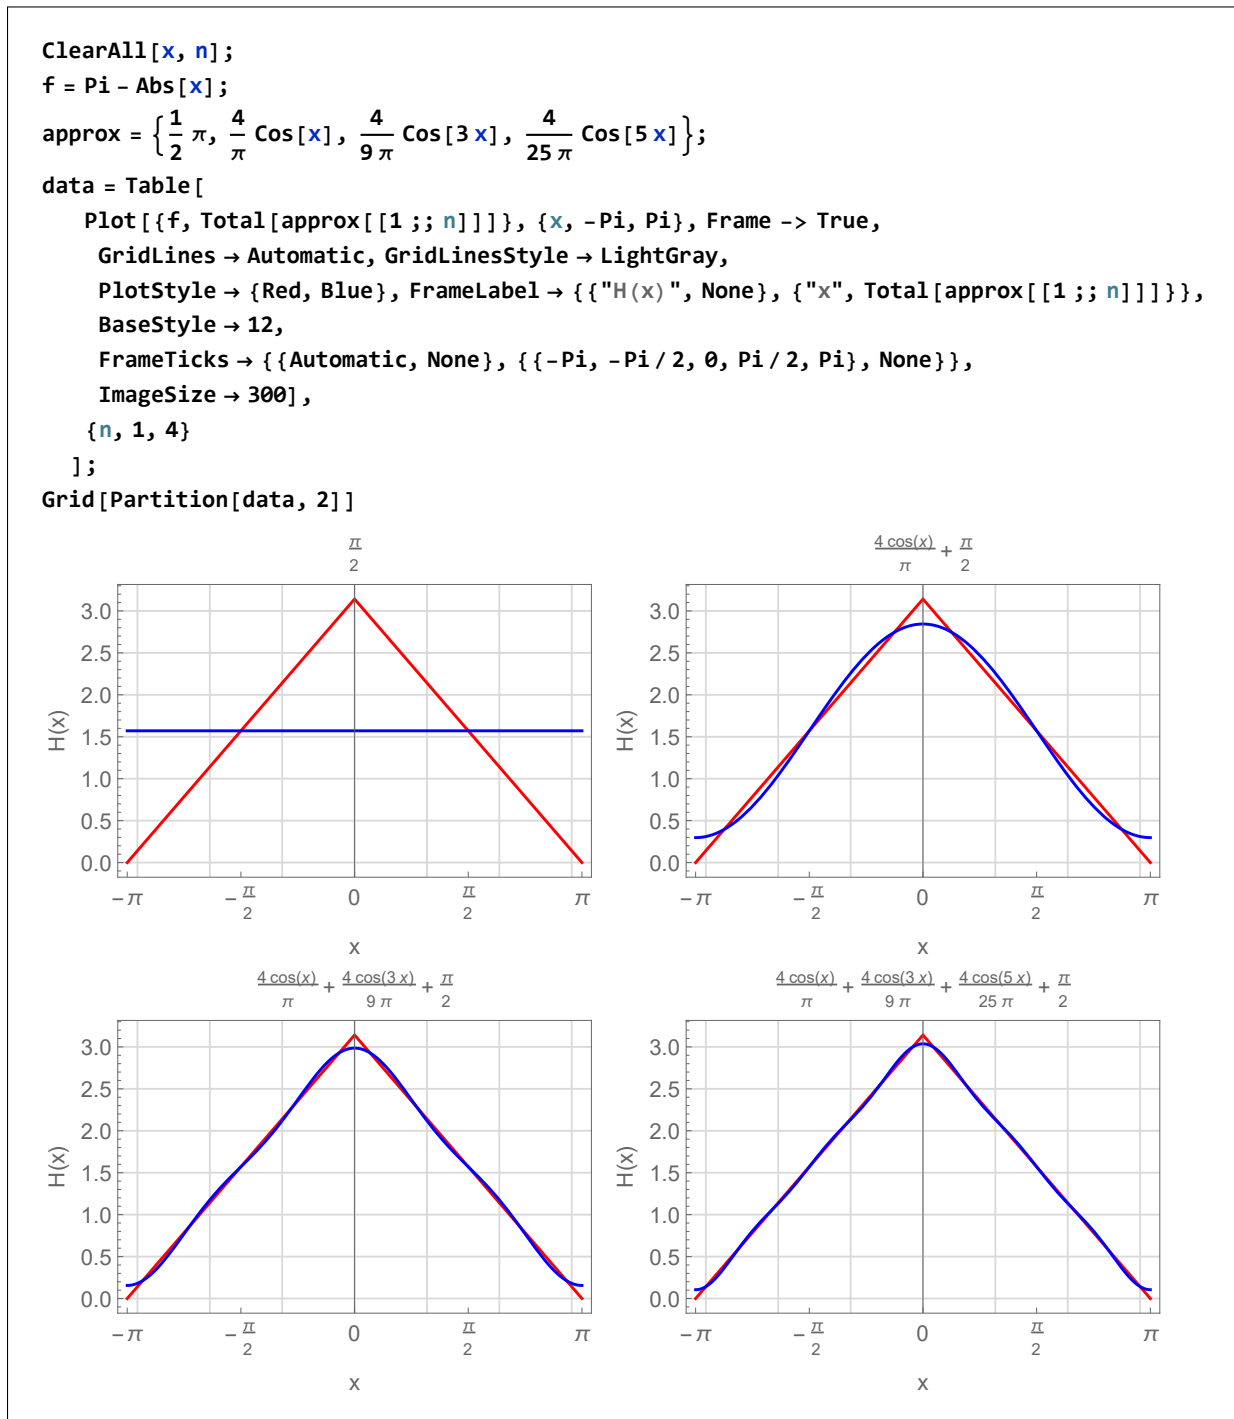 ClearAll[x, n];
f = Pi - Abs[x];
approx = {1/2 π, 4/π Cos[x], 4/(9 π) Cos[3 x], 4/(25 π) Cos[5 x]};
data = Table[
Plot[{f, Total[approx[[1 ;; n]]]}, {x, -Pi, Pi}, Frame -> True,
GridLines → Automatic, GridLinesStyle → LightGray,
PlotStyle → {Red, Blue}, FrameLabel → {{"H(x)", None}, {"x", Total[approx[[1 ;; n]]]}},
BaseStyle → 12,
FrameTicks → {{Automatic, None}, {{-Pi, -Pi / 2, 0, Pi / 2, Pi}, None}},
ImageSize → 300],
{n, 1, 4}
];
Grid[Partition[data, 2]]
π/2
H(x)
3.0
2.5
2.0
1.5
1.0
0.5
0.0
-π -π/2 0 π/2 π
x
4 cos(x)/π + π/2
H(x)
3.0
2.5
2.0
1.5
1.0
0.5
0.0
-π -π/2 0 π/2 π
x
4 cos(x)/π + 4 cos(3 x)/(9 π) + π/2
H(x)
3.0
2.5
2.0
1.5
1.0
0.5
0.0
-π -π/2 0 π/2 π
x
4 cos(x)/π + 4 cos(3 x)/(9 π) + 4 cos(5 x)/(25 π) + π/2
H(x)
3.0
2.5
2.0
1.5
1.0
0.5
0.0
-π -π/2 0 π/2 π
x